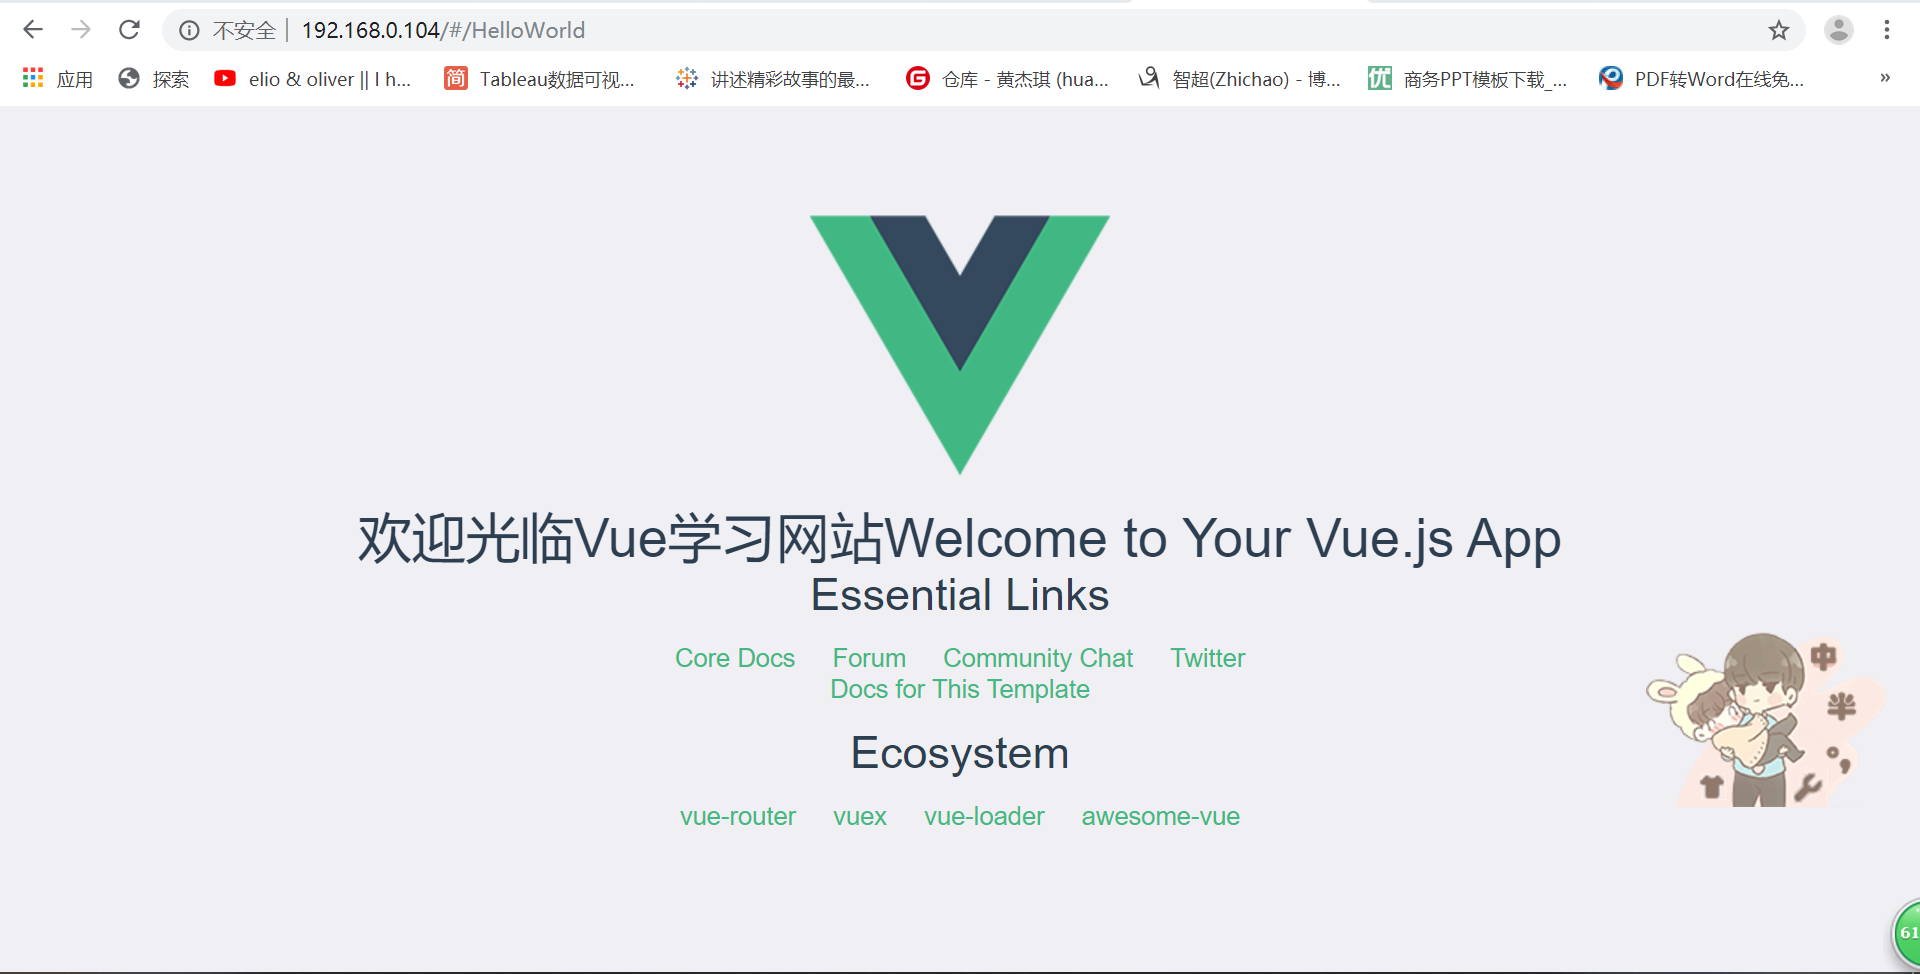 不安全 192.168.0.104/#/HelloWorld
应用 探索 elio & oliver || I h... 简 Tableau数据可视... 讲述精彩故事的最... G 仓库 - 黄杰琪 (hua... 智超(Zhichao) - 博... 优 商务PPT模板下载_... PDF转Word在线免... »
欢迎光临Vue学习网站Welcome to Your Vue.js App
Essential Links
Core Docs Forum Community Chat Twitter
Docs for This Template
Ecosystem
vue-router vuex vue-loader awesome-vue
中
半
61